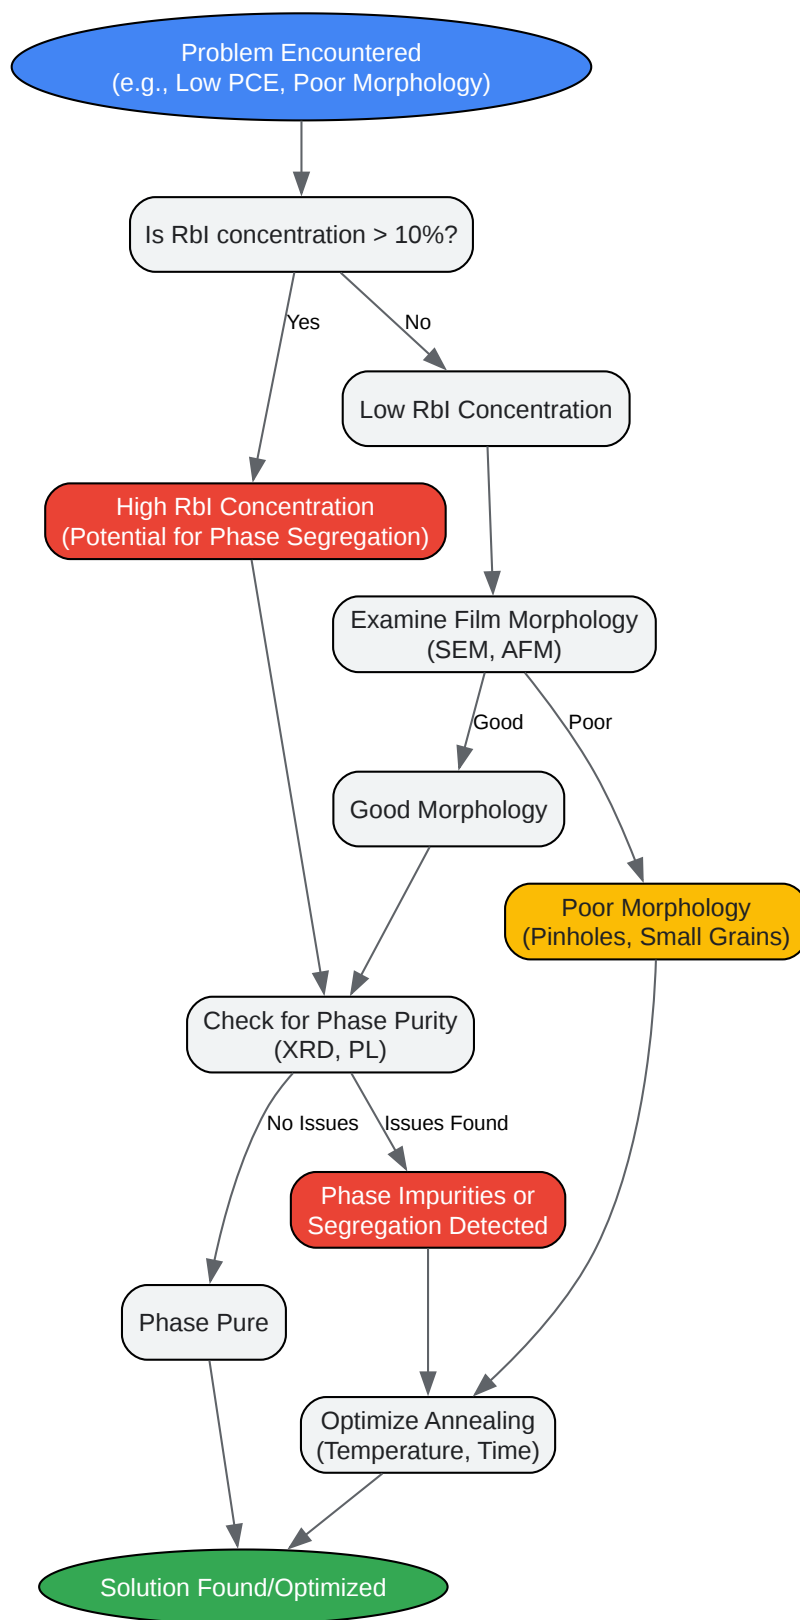 Problem Encountered
(e.g., Low PCE, Poor Morphology)
Is RbI concentration > 10%?
Yes
No
Low RbI Concentration
High RbI Concentration
(Potential for Phase Segregation)
Examine Film Morphology
(SEM, AFM)
Good
Poor
Good Morphology
Poor Morphology
(Pinholes, Small Grains)
Check for Phase Purity
(XRD, PL)
No Issues
Issues Found
Phase Impurities or
Segregation Detected
Phase Pure
Optimize Annealing
(Temperature, Time)
Solution Found/Optimized